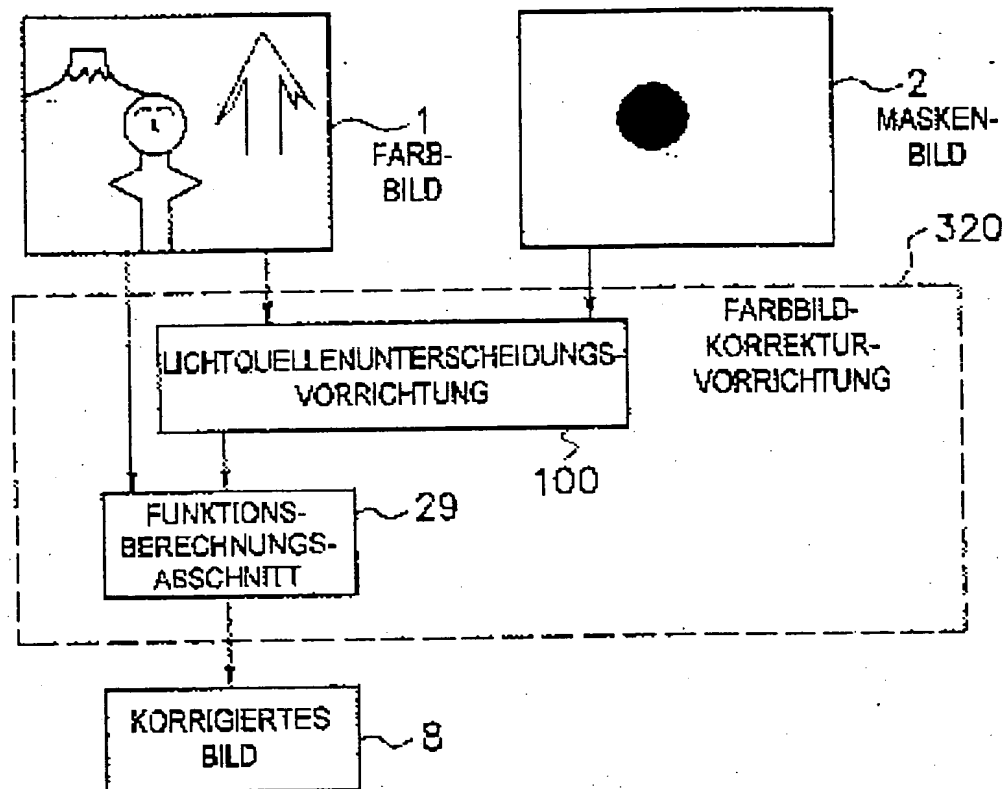 1
FARB-
BILD
2
MASKEN-
BILD
320
FARBBILD-
KORREKTUR-
VORRICHTUNG
LICHTQUELLENUNTERSCHEIDUNGS-
VORRICHTUNG
100
FUNKTIONS-
BERECHNUNGS-
ABSCHNITT
29
KORRIGIERTES
BILD
8